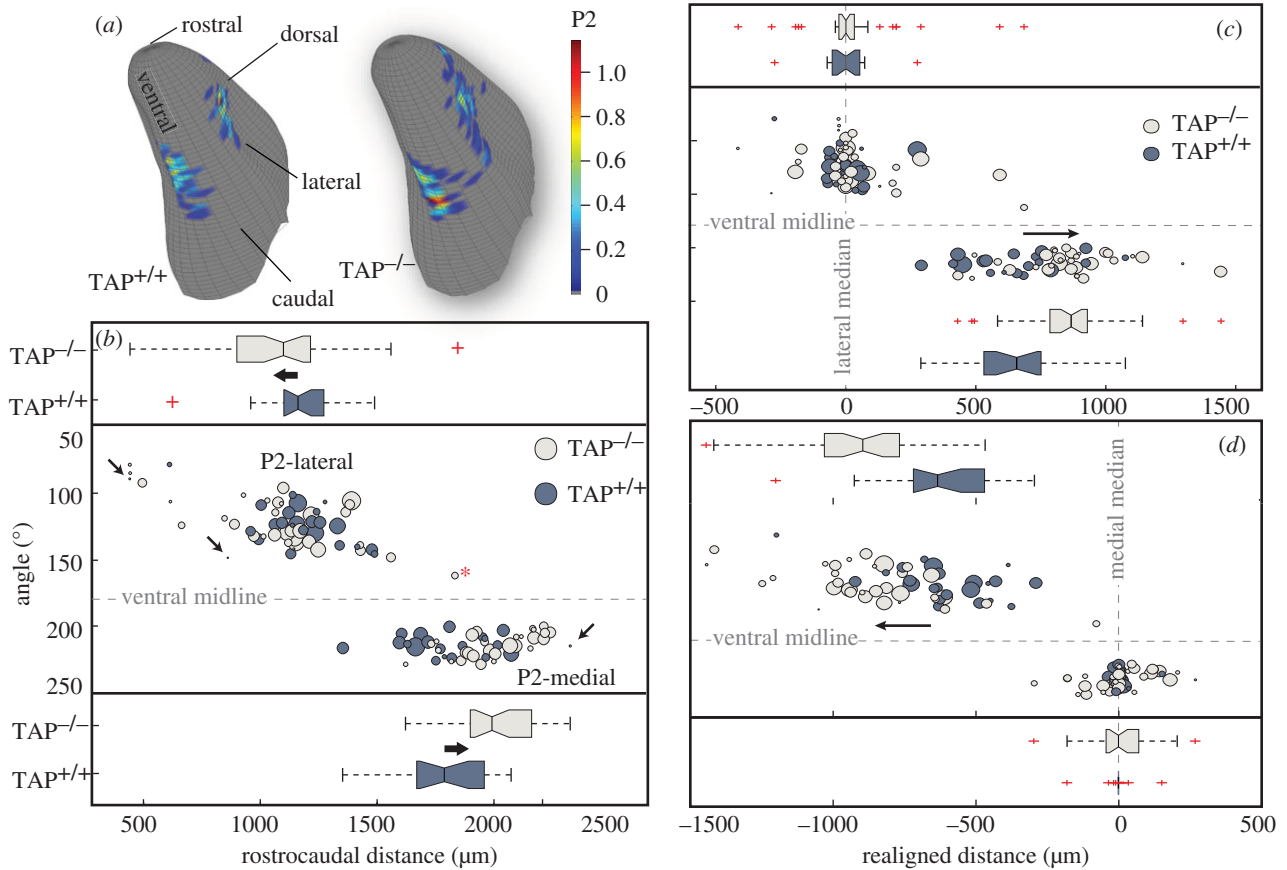 (a)
rostral
dorsal
ventral
lateral
caudal
TAP+/+
TAP−/−
P2
1.0
0.8
0.6
0.4
0.2
0
(b)
TAP−/−
TAP+/+
50
100
150
200
250
angle (°)
P2-lateral
TAP−/−
TAP+/+
*
ventral midline
P2-medial
TAP−/−
TAP+/+
500 1000 1500 2000 2500
rostrocaudal distance (µm)
(c)
TAP−/−
TAP+/+
ventral midline
lateral median
−500 0 500 1000 1500
(d)
medial median
ventral midline
−1500 −1000 −500 0 500
realigned distance (µm)